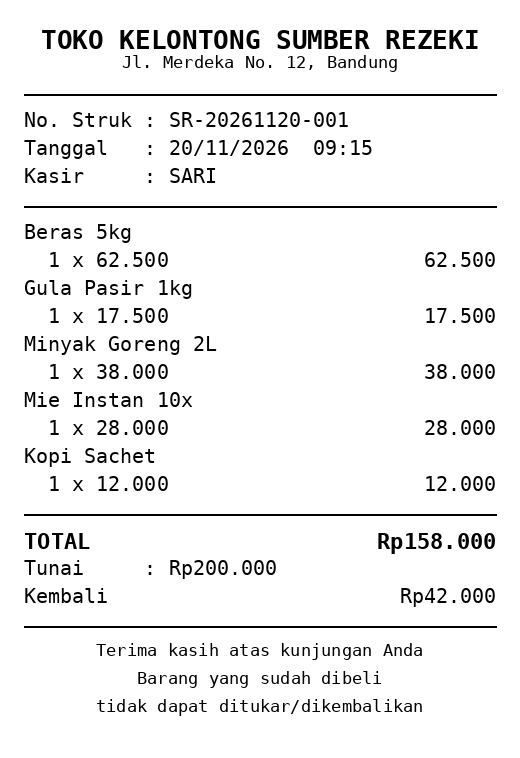 TOKO KELONTONG SUMBER REZEKI
Jl. Merdeka No. 12, Bandung
No. Struk : SR-20261120-001
Tanggal   : 20/11/2026  09:15
Kasir     : SARI
Beras 5kg
1 x 62.500 62.500
Gula Pasir 1kg
1 x 17.500 17.500
Minyak Goreng 2L
1 x 38.000 38.000
Mie Instan 10x
1 x 28.000 28.000
Kopi Sachet
1 x 12.000 12.000
TOTAL Rp158.000
Tunai     : Rp200.000
Kembali Rp42.000
Terima kasih atas kunjungan Anda
Barang yang sudah dibeli
tidak dapat ditukar/dikembalikan